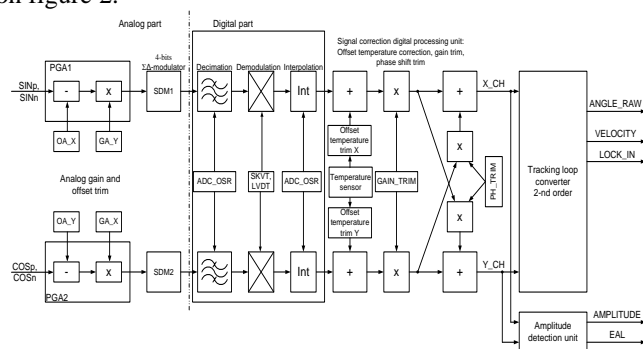 on figure 2.
Analog part
Digital part
PGA1
4-bits
ΣΔ-modulator
Decimation
Demodulation
Interpolation
Signal correction digital processing unit:
Offset temperature correction, gain trim,
phase shift trim
SINp,
SINn
-
x
SDM1
Int
+
x
+
X_CH
OA_X
GA_X
Offset
temperature
trim X
x
Tracking loop
converter
2-nd order
ANGLE_RAW
VELOCITY
LOCK_IN
Analog gain and
offset trim
ADC_OSR
SKVT,
LVDT
ADC_OSR
Temperature
sensor
GAIN_TRIM
PH_TRIM
OA_Y
GA_X
Offset
temperature
trim Y
x
COSp,
COSn
-
x
SDM2
Int
+
x
+
Y_CH
PGA2
Amplitude
detection unit
AMPLITUDE
EAL